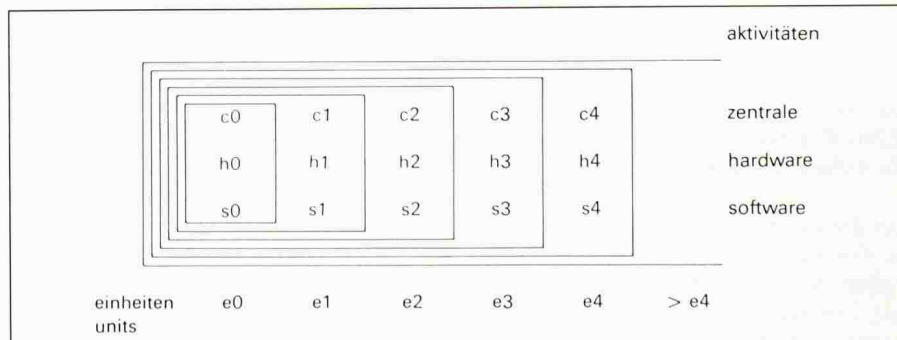 aktivitäten
c0 c1 c2 c3 c4 zentrale
h0 h1 h2 h3 h4 hardware
s0 s1 s2 s3 s4 software
einheiten e0 e1 e2 e3 e4 > e4
units